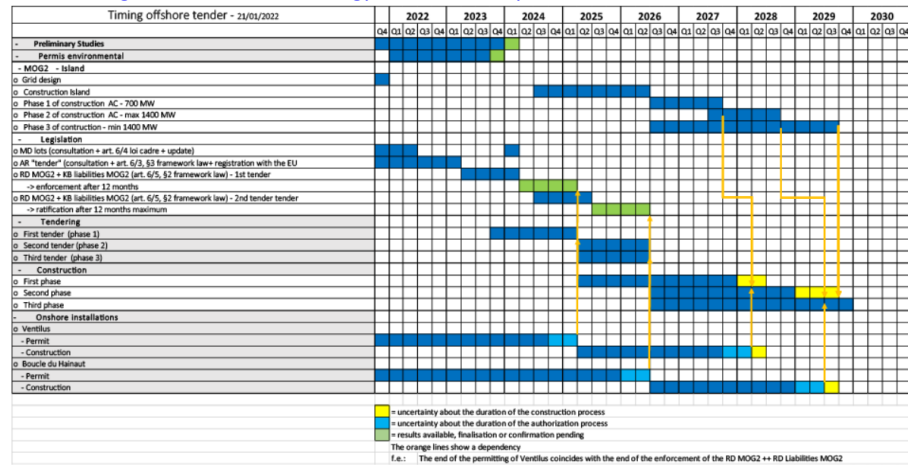 Timing offshore tender - 21/01/2022
2022 2023 2024 2025 2026 2027 2028 2029 2030
Q4 Q1 Q2 Q3 Q4 Q1 Q2 Q3 Q4 Q1 Q2 Q3 Q4 Q1 Q2 Q3 Q4 Q1 Q2 Q3 Q4 Q1 Q2 Q3 Q4 Q1 Q2 Q3 Q4 Q1 Q2 Q3 Q4 Q1 Q2 Q3 Q4
- Preliminary Studies
- Permis environmental
- MOG2 - Island
o Grid design
o Construction Island
o Phase 1 of construction AC - 700 MW
o Phase 2 of construction AC - max 1400 MW
o Phase 3 of contruction - min 1400 MW
- Legislation
o MD lots (consultation + art. 6/4 loi cadre + update)
o AR "tender" (consultation + art. 6/3, §3 framework law+ registration with the EU
o RD MOG2 + KB liabilities MOG2 (art. 6/5, §2 framework law) - 1st tender
-> enforcement after 12 months
o RD MOG2 + KB liabilities MOG2 (art. 6/5, §2 framework law) - 2nd tender tender
-> ratification after 12 months maximum
- Tendering
o First tender (phase 1)
o Second tender (phase 2)
o Third tender (phase 3)
- Construction
o First phase
o Second phase
o Third phase
- Onshore installations
o Ventilus
- Permit
- Construction
o Boucle du Hainaut
- Permit
- Construction
= uncertainty about the duration of the construction process
= uncertainty about the duration of the authorization process
= results available, finalisation or confirmation pending
The orange lines show a dependency
f.e.: The end of the permitting of Ventilus coincides with the end of the enforcement of the RD MOG2 ++ RD Liabilities MOG2